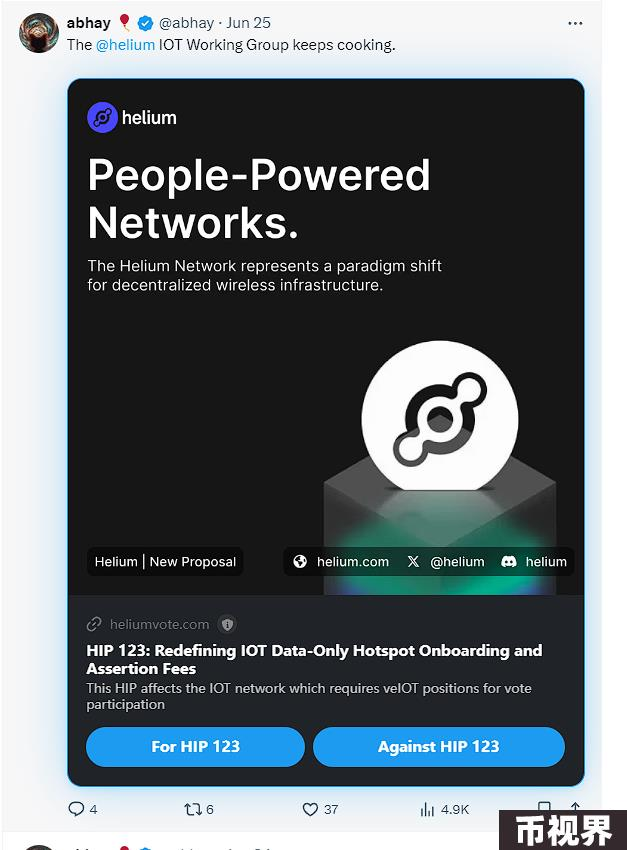 abhay @abhay · Jun 25
The @helium IOT Working Group keeps cooking.
helium
People-Powered
Networks.
The Helium Network represents a paradigm shift
for decentralized wireless infrastructure.
Helium | New Proposal
helium.com
@helium
helium
heliumvote.com
HIP 123: Redefining IOT Data-Only Hotspot Onboarding and
Assertion Fees
This HIP affects the IOT network which requires veIOT positions for vote
participation
For HIP 123
Against HIP 123
4 6 37 4.9K
币视界